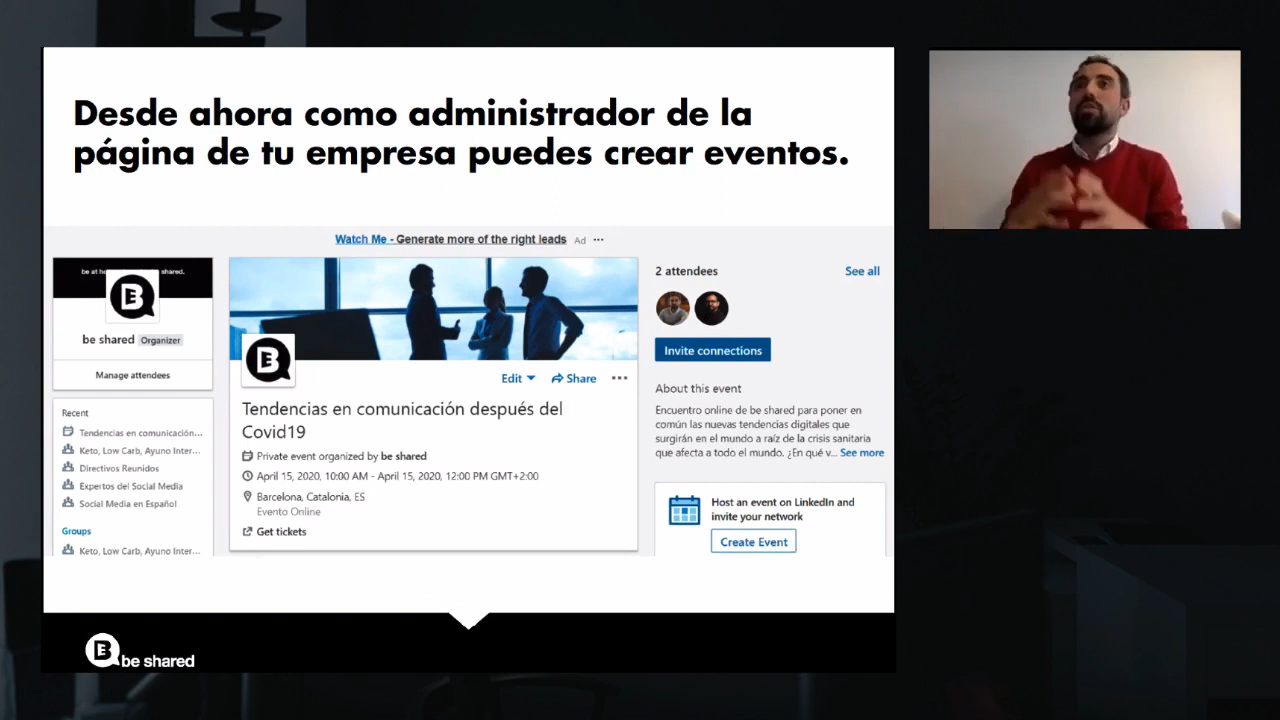 Desde ahora como administrador de la
página de tu empresa puedes crear eventos.
Watch Me - Generate more of the right leads Ad
be at shared.
B
be shared Organizer
Manage attendees
Recent
Tendencias en comunicación...
Keto, Low Carb, Ayuno Inter...
Directivos Reunidos
Expertos del Social Media
Social Media en Español
Groups
Keto, Low Carb, Ayuno Inter...
B
Edit Share
Tendencias en comunicación después del
Covid19
Private event organized by be shared
April 15, 2020, 10:00 AM - April 15, 2020, 12:00 PM GMT+2:00
Barcelona, Catalonia, ES
Evento Online
Get tickets
2 attendees See all
Invite connections
About this event
Encuentro online de be shared para poner en
común las nuevas tendencias digitales que
surgirán en el mundo a raíz de la crisis sanitaria
que afecta a todo el mundo. ¿En qué v... See more
Host an event on LinkedIn and
invite your network
Create Event
B be shared